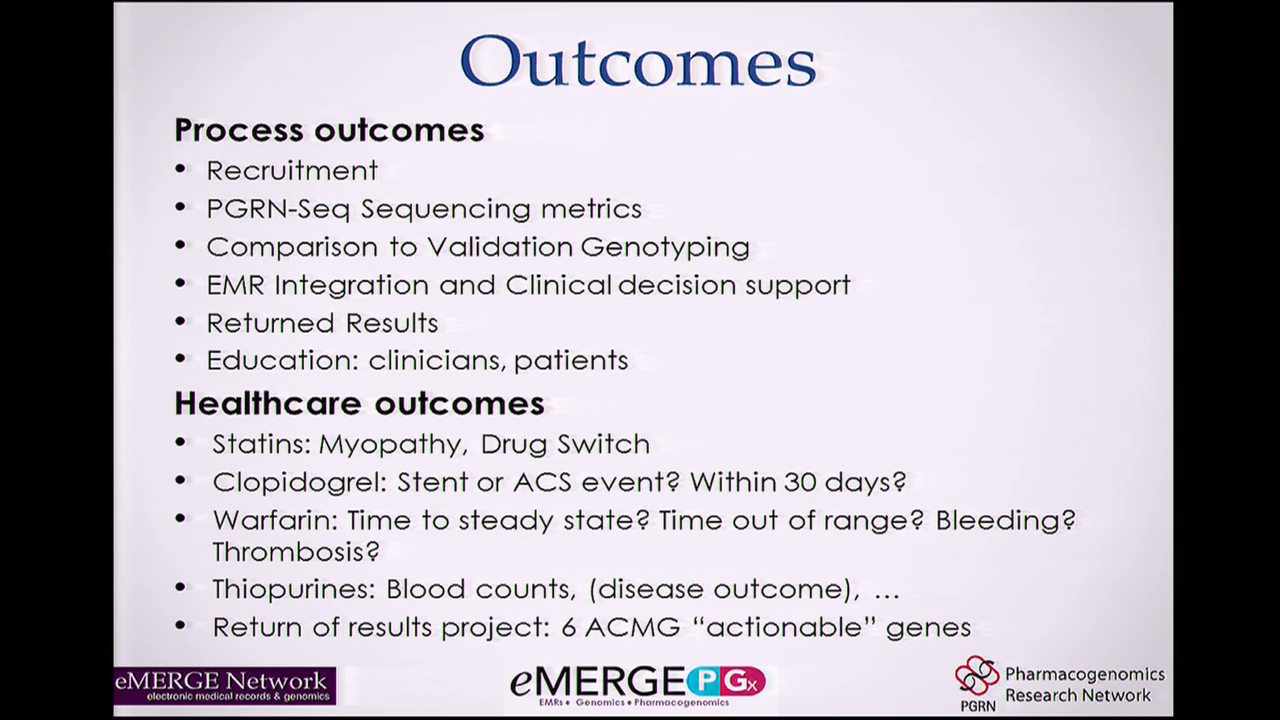 Outcomes
Process outcomes
• Recruitment
• PGRN-Seq Sequencing metrics
• Comparison to Validation Genotyping
• EMR Integration and Clinical decision support
• Returned Results
• Education: clinicians, patients
Healthcare outcomes
• Statins: Myopathy, Drug Switch
• Clopidogrel: Stent or ACS event? Within 30 days?
• Warfarin: Time to steady state? Time out of range? Bleeding?
Thrombosis?
• Thiopurines: Blood counts, (disease outcome), …
• Return of results project: 6 ACMG “actionable” genes
eMERGE Network
electronic medical records & genomics
eMERGE PGx
EMRs • Genomics • Pharmacogenomics
PGRN
Pharmacogenomics
Research Network